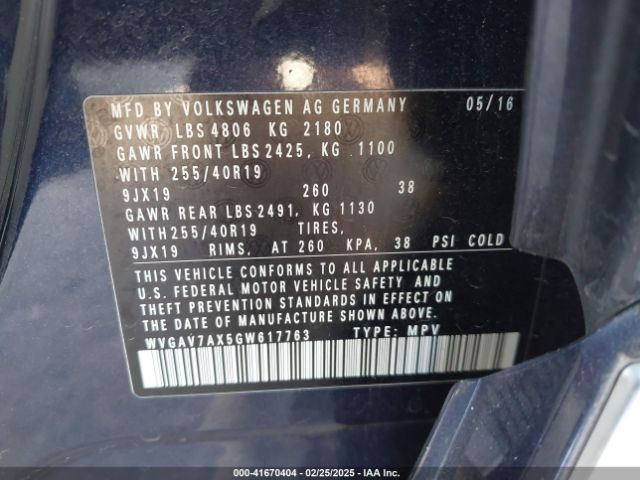 MFD BY VOLKSWAGEN AG GERMANY 05/16
GVWR, LBS 4806 KG 2180
GAWR FRONT LBS 2425, KG 1100
WITH 255/40R19
9JX19 260 38
GAWR REAR LBS 2491, KG 1130
WITH 255/40R19 TIRES,
9JX19 RIMS, AT 260 KPA, 38 PSI COLD
THIS VEHICLE CONFORMS TO ALL APPLICABLE
U.S. FEDERAL MOTOR VEHICLE SAFETY AND
THEFT PREVENTION STANDARDS IN EFFECT ON
DATE OF MANUFACTURE SHOWN ABOVE.
WVGAV7AX5GW617763 TYPE: MPV
000-41670404 - 02/25/2025 - IAA Inc.